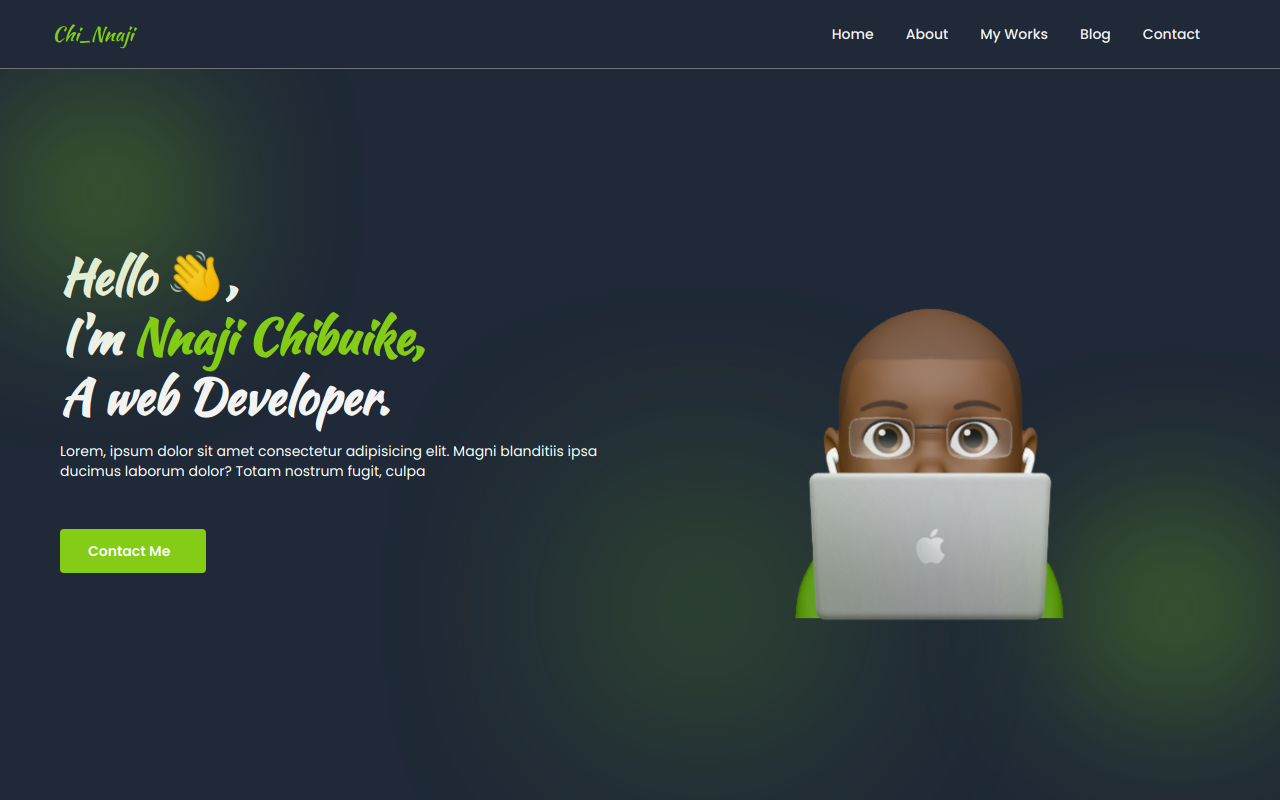 Chi_Nnaji
Home About My Works Blog Contact
Hello 👋,
I'm Nnaji Chibuike,
A web Developer.
Lorem, ipsum dolor sit amet consectetur adipisicing elit. Magni blanditiis ipsa
ducimus laborum dolor? Totam nostrum fugit, culpa
Contact Me